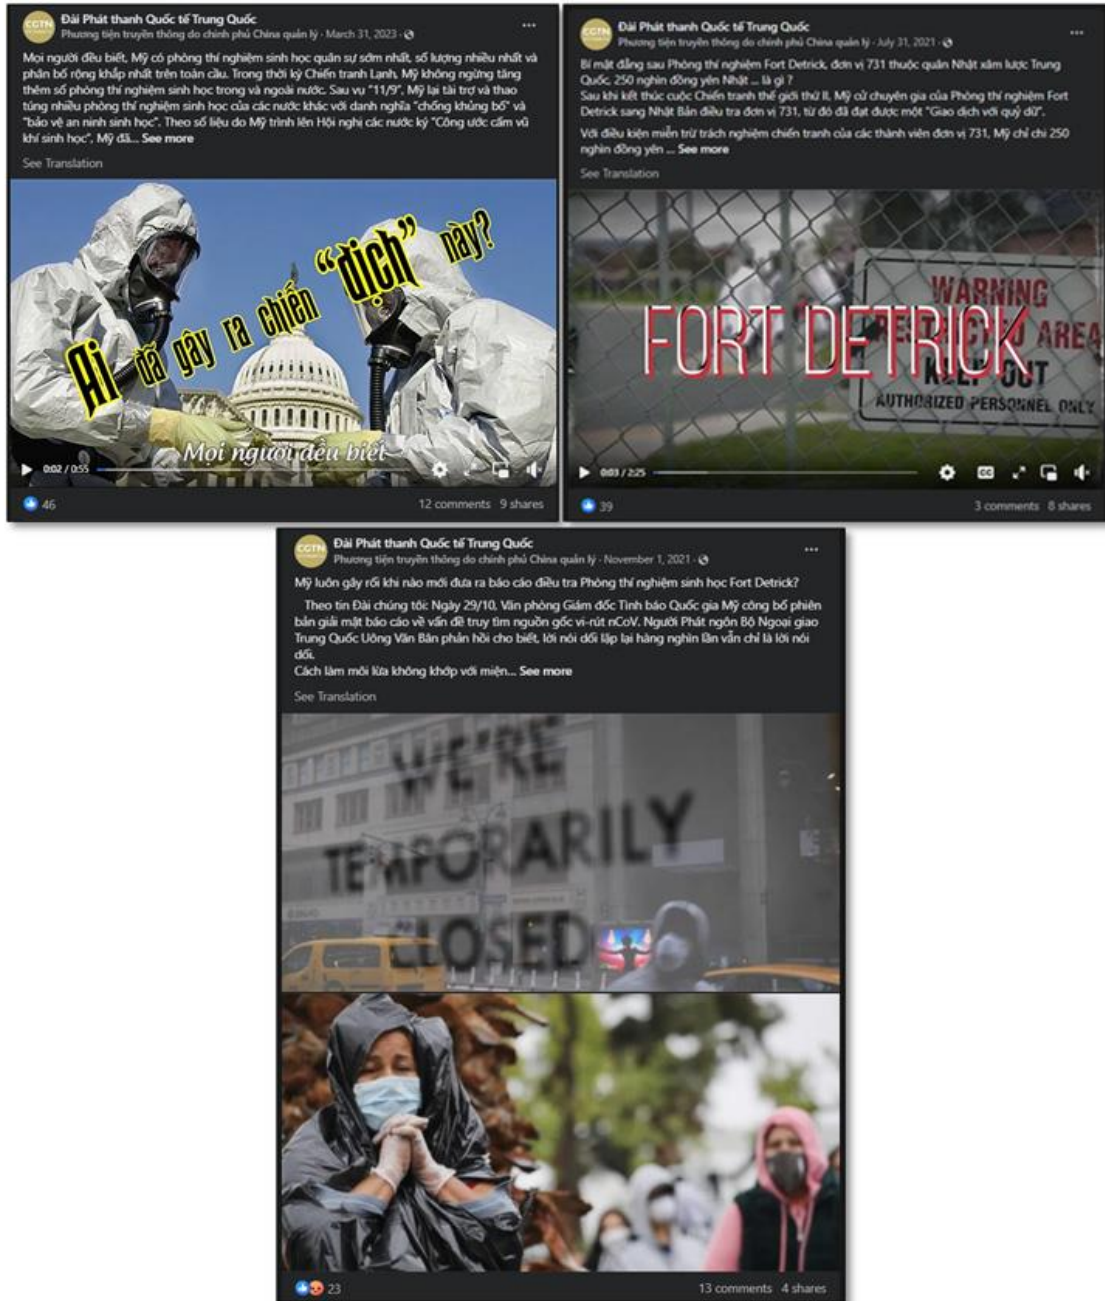 CGTN
Đài Phát thanh Quốc tế Trung Quốc
Phương tiện truyền thông do chính phủ China quản lý · March 31, 2023 ·
Mọi người đều biết, Mỹ có phòng thí nghiệm sinh học quân sự sớm nhất, số lượng nhiều nhất và
phân bố rộng khắp nhất trên toàn cầu. Trong thời kỳ Chiến tranh Lạnh, Mỹ không ngừng tăng
thêm số phòng thí nghiệm sinh học trong và ngoài nước. Sau vụ "11/9", Mỹ lại tài trợ và thao
túng nhiều phòng thí nghiệm sinh học của các nước khác với danh nghĩa "chống khủng bố" và
"bảo vệ an ninh sinh học". Theo số liệu do Mỹ trình lên Hội nghị các nước ký "Công ước cấm vũ
khí sinh học", Mỹ đã... See more
See Translation
Ai đã gây ra chiến "dịch" này?
Mọi người đều biết
0:02 / 0:55
46
12 comments 9 shares
CGTN
Đài Phát thanh Quốc tế Trung Quốc
Phương tiện truyền thông do chính phủ China quản lý · July 31, 2021 ·
Bí mật đằng sau Phòng thí nghiệm Fort Detrick, đơn vị 731 thuộc quân Nhật xâm lược Trung
Quốc, 250 nghìn đồng yên Nhật ... là gì ?
Sau khi kết thúc cuộc Chiến tranh thế giới thứ II, Mỹ cử chuyên gia của Phòng thí nghiệm Fort
Detrick sang Nhật Bản điều tra đơn vị 731, từ đó đã đạt được một "Giao dịch với quỷ dữ".
Với điều kiện miễn trừ trách nghiệm chiến tranh của các thành viên đơn vị 731, Mỹ chỉ chi 250
nghìn đồng yên ... See more
See Translation
WARNING
RESTRICTED AREA
KEEP OUT
AUTHORIZED PERSONNEL ONLY
FORT DETRICK
0:03 / 2:25
CC
39
3 comments 8 shares
CGTN
Đài Phát thanh Quốc tế Trung Quốc
Phương tiện truyền thông do chính phủ China quản lý · November 1, 2021 ·
Mỹ luôn gây rối khi nào mới đưa ra báo cáo điều tra Phòng thí nghiệm sinh học Fort Detrick?
Theo tin Đài chúng tôi: Ngày 29/10, Văn phòng Giám đốc Tình báo Quốc gia Mỹ công bố phiên
bản giải mật báo cáo về vấn đề truy tìm nguồn gốc vi-rút nCoV. Người Phát ngôn Bộ Ngoại giao
Trung Quốc Uông Văn Bân phản hồi cho biết, lời nói dối lặp lại hàng nghìn lần vẫn chỉ là lời nói
dối.
Cách làm môi lừa không khớp với miện... See more
See Translation
WE'RE
TEMPORARILY
CLOSED
23
13 comments 4 shares